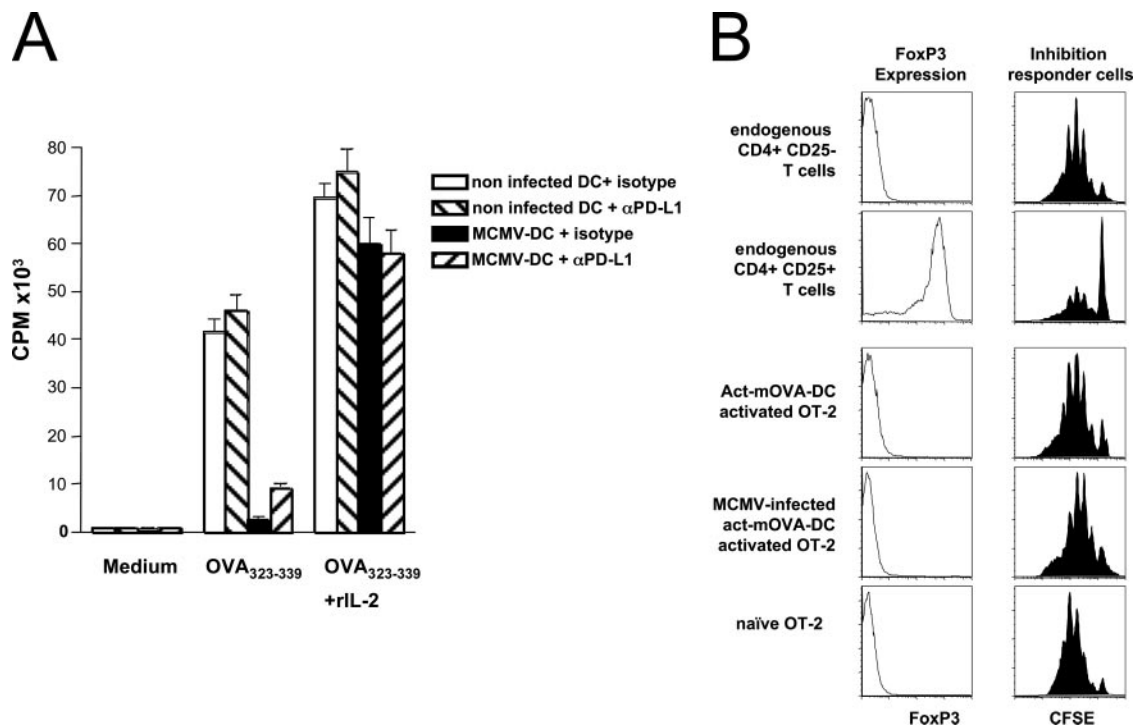 A
CPM x10³
80
70
60
50
40
30
20
10
0
Medium
OVA323-339
OVA323-339
+rIL-2
non infected DC+ isotype
non infected DC + αPD-L1
MCMV-DC + isotype
MCMV-DC + αPD-L1
B
FoxP3
Expression
Inhibition
responder cells
endogenous
CD4+ CD25-
T cells
endogenous
CD4+ CD25+
T cells
Act-mOVA-DC
activated OT-2
MCMV-infected
act-mOVA-DC
activated OT-2
naïve OT-2
FoxP3
CFSE